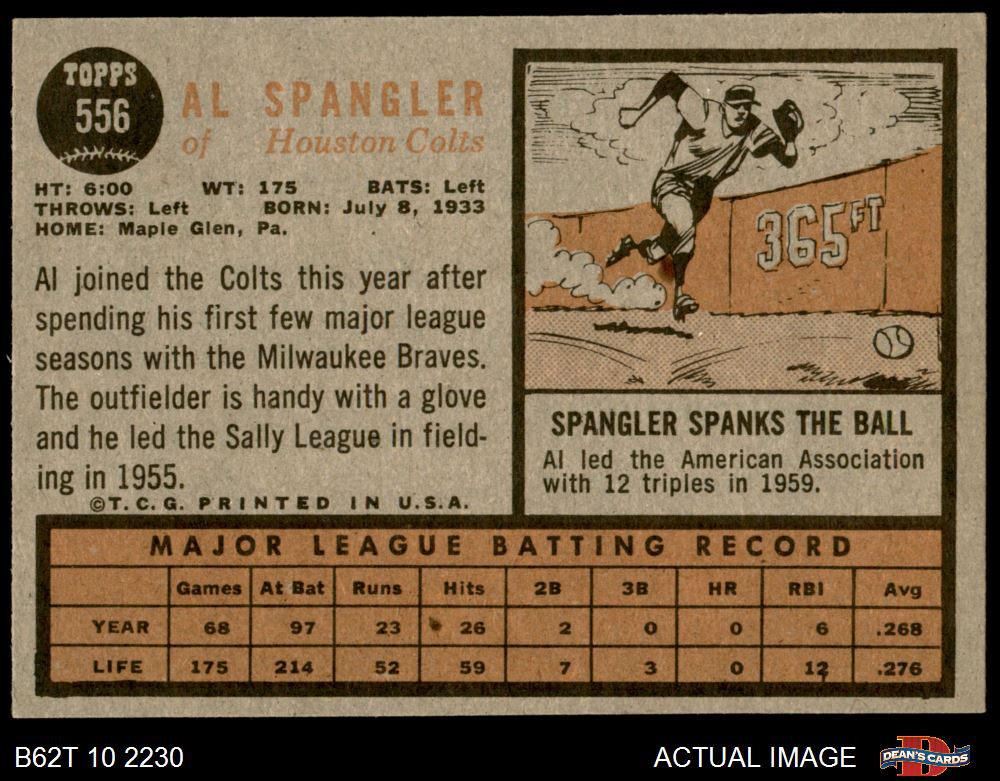 TOPPS
556
AL SPANGLER
of Houston Colts
HT: 6:00 WT: 175 BATS: Left
THROWS: Left BORN: July 8, 1933
HOME: Maple Glen, Pa.
Al joined the Colts this year after
spending his first few major league
seasons with the Milwaukee Braves.
The outfielder is handy with a glove
and he led the Sally League in field-
ing in 1955.
©T.C.G. PRINTED IN U.S.A.
365FT
SPANGLER SPANKS THE BALL
Al led the American Association
with 12 triples in 1959.
MAJOR LEAGUE BATTING RECORD
Games At Bat Runs Hits 2B 3B HR RBI Avg
YEAR 68 97 23 26 2 0 0 6 .268
LIFE 175 214 52 59 7 3 0 12 .276
B62T 10 2230 ACTUAL IMAGE
DEAN'S CARDS